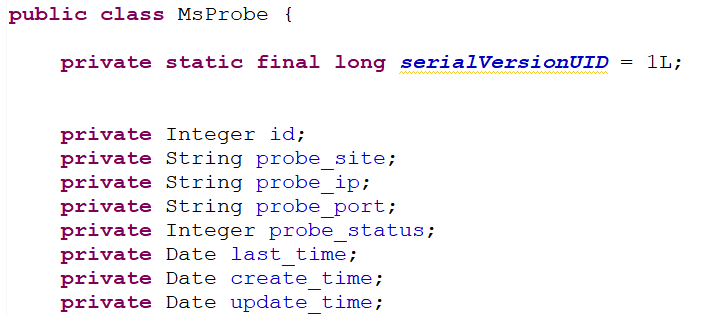 public class MsProbe {
private static final long serialVersionUID = 1L;
private Integer id;
private String probe_site;
private String probe_ip;
private String probe_port;
private Integer probe_status;
private Date last_time;
private Date create_time;
private Date update_time;